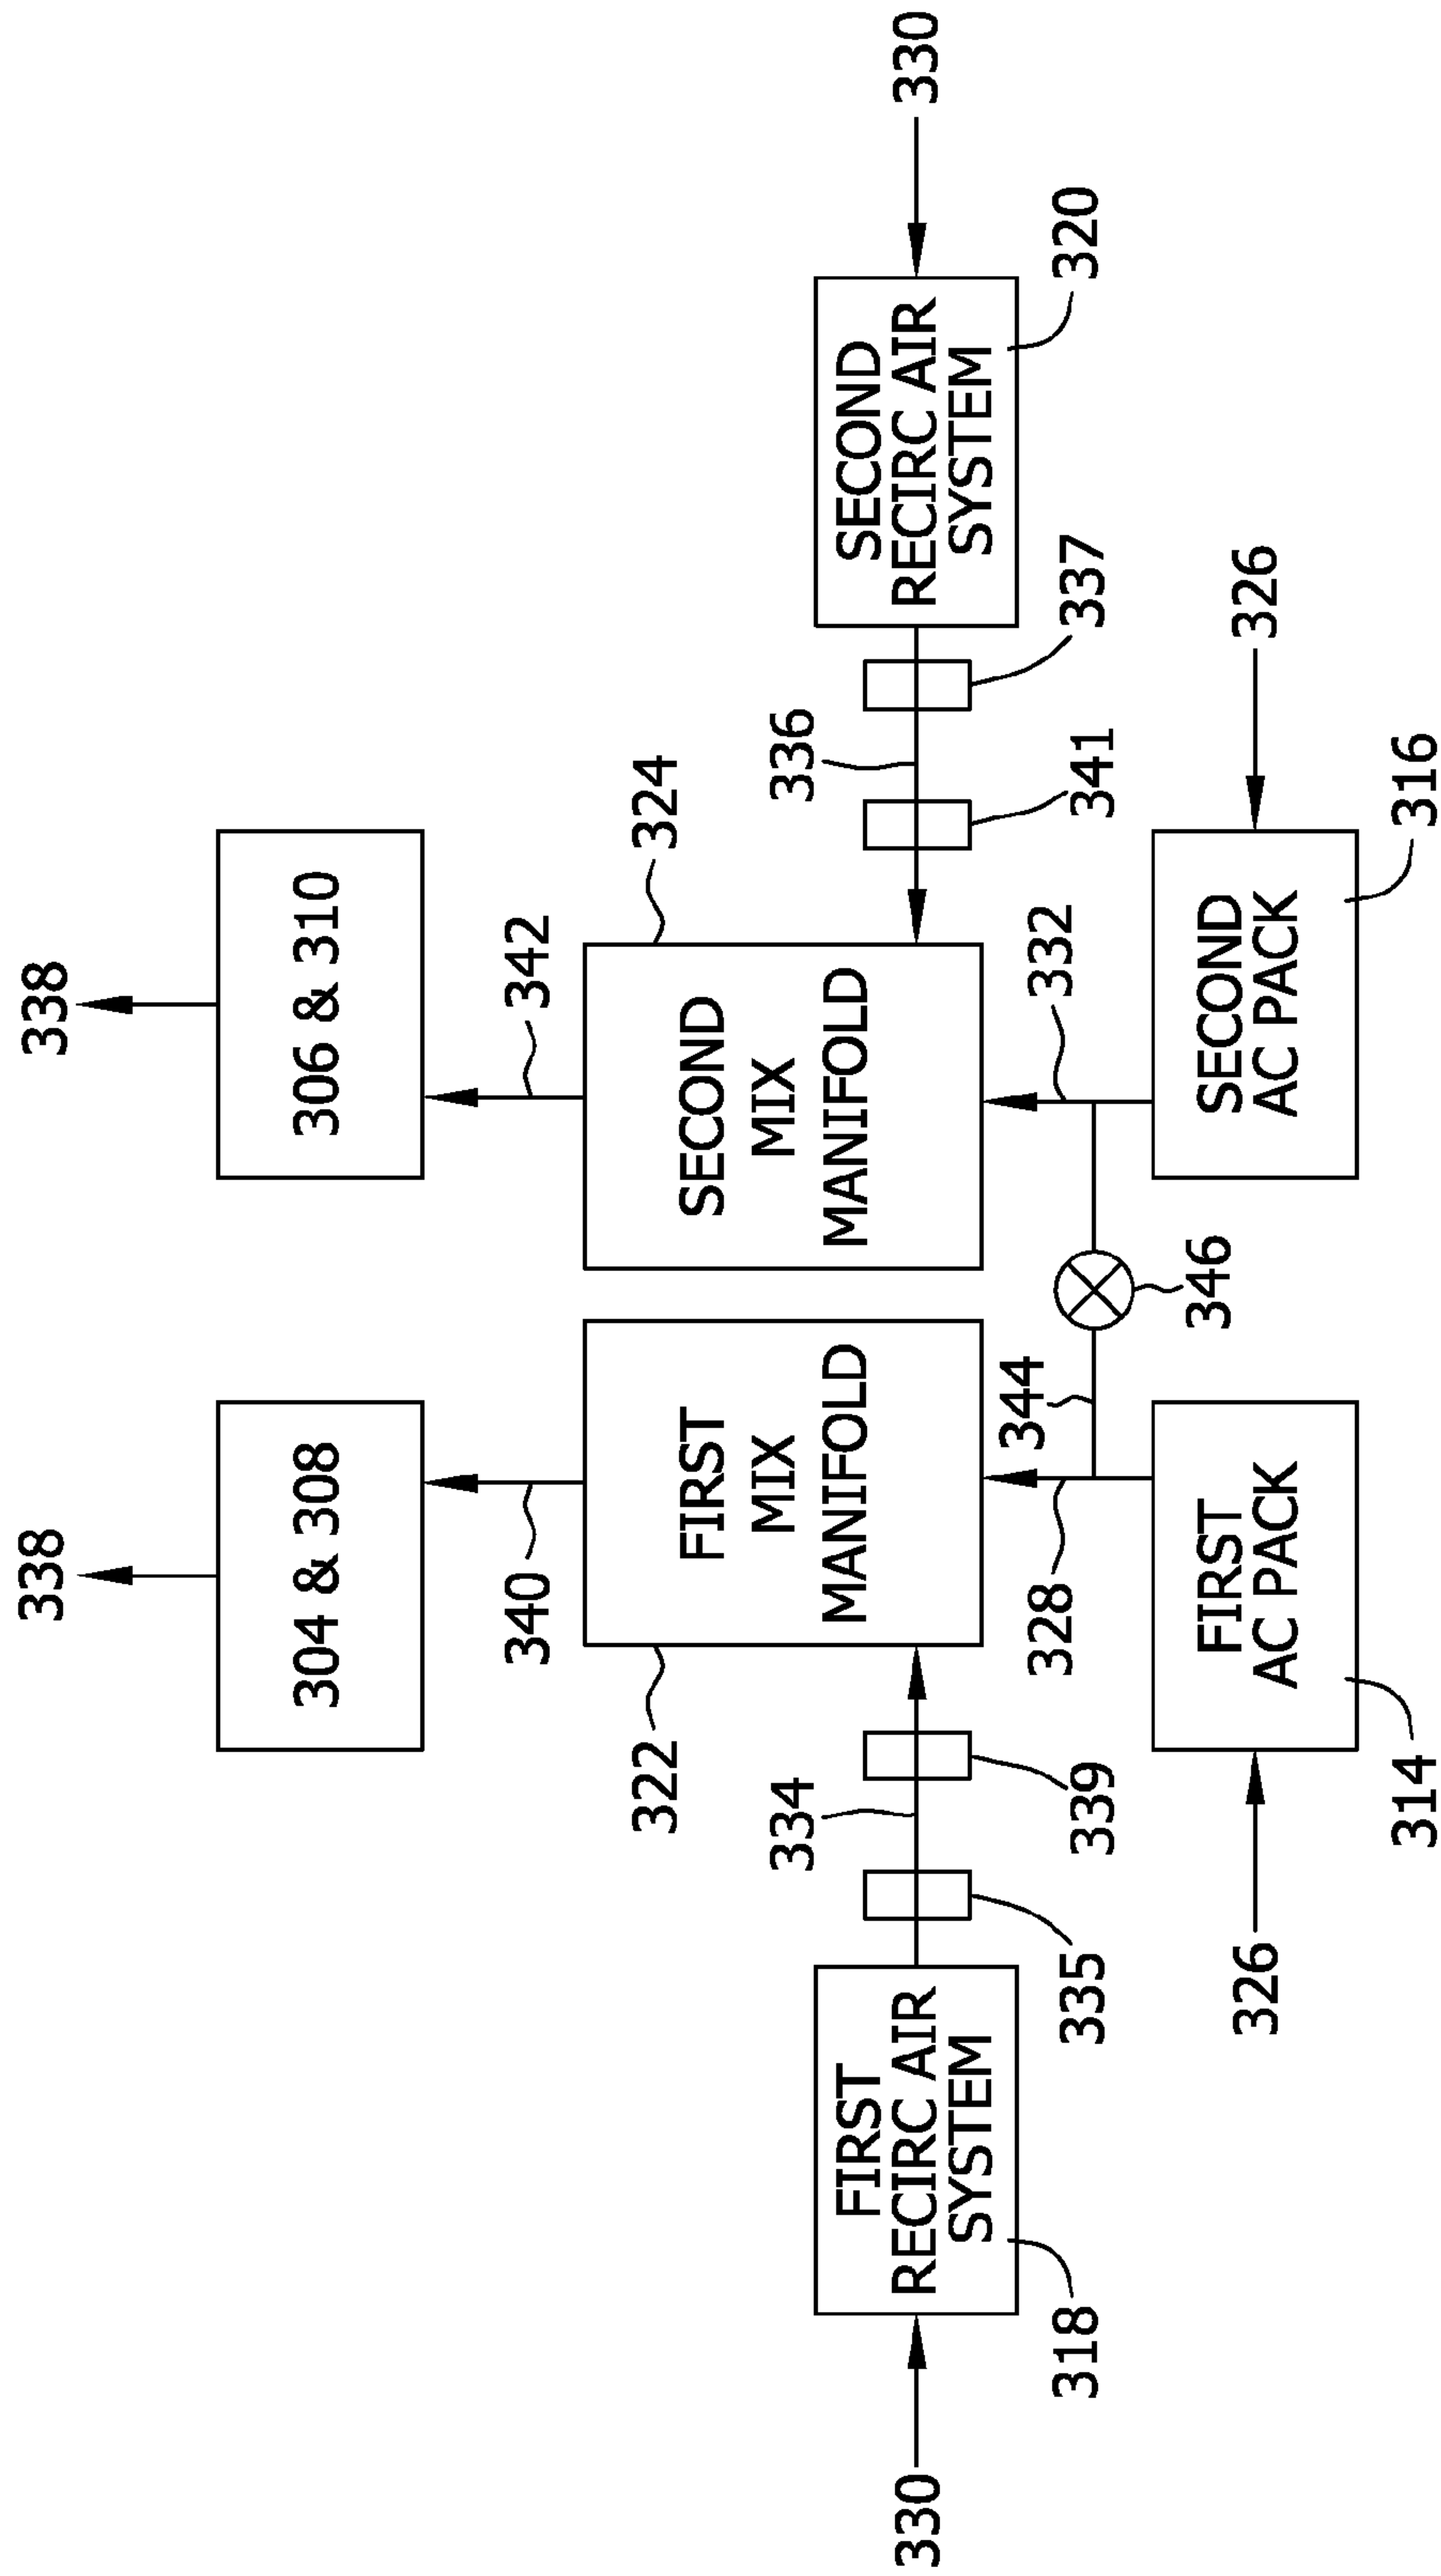 338
338
304 & 308
306 & 310
340
342
322
FIRST
MIX
MANIFOLD
SECOND
MIX
MANIFOLD
324
334
336
330
FIRST
RECIRC AIR
SYSTEM
SECOND
RECIRC AIR
SYSTEM
330
318
335
339
328
344
332
341
337
320
346
326
FIRST
AC PACK
SECOND
AC PACK
326
314
316